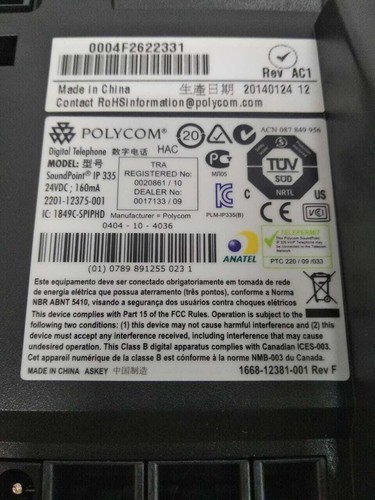 0004F2622331
Rev AC1
Made in China 生產日期 20140124 12
Contact RoHSinformation@polycom.com
POLYCOM®
20
ACN 087 849 956
Digital Telephone 数字电话 HAC
MODEL: 型号
SoundPoint® IP 335
24VDC; 160mA
2201-12375-001
IC: 1849C-SPIPHD
TRA
REGISTERED No:
0020861 / 10
DEALER No:
0017133 / 09
Manufacturer = Polycom
0404 - 10 - 4036
МЛ05
PLM-IP335(B)
TÜV
SÜD
NRTL
C US
CE
VCI
ANATEL
TELEPERMIT
PTC 220 / 09 /033
(01) 0789 891255 023 1
Este equipamento deve ser conectado obrigatoriamente em tomada de rede
de energia elétrica que possua aterramento (três pontos), conforme a Norma
NBR ABNT 5410, visando a segurança dos usuários contra choques elétricos
This device complies with Part 15 of the FCC Rules. Operation is subject to the
following two conditions: (1) this device may not cause harmful interference and (2) this
device must accept any interference received, including interference that may cause
undesired operation. This Class B digital apparatus complies with Canadian ICES-003.
Cet appareil numérique de la classe B est conforme à la norme NMB-003 du Canada.
Made in China ASKEY 中国制造
1668-12381-001 Rev F